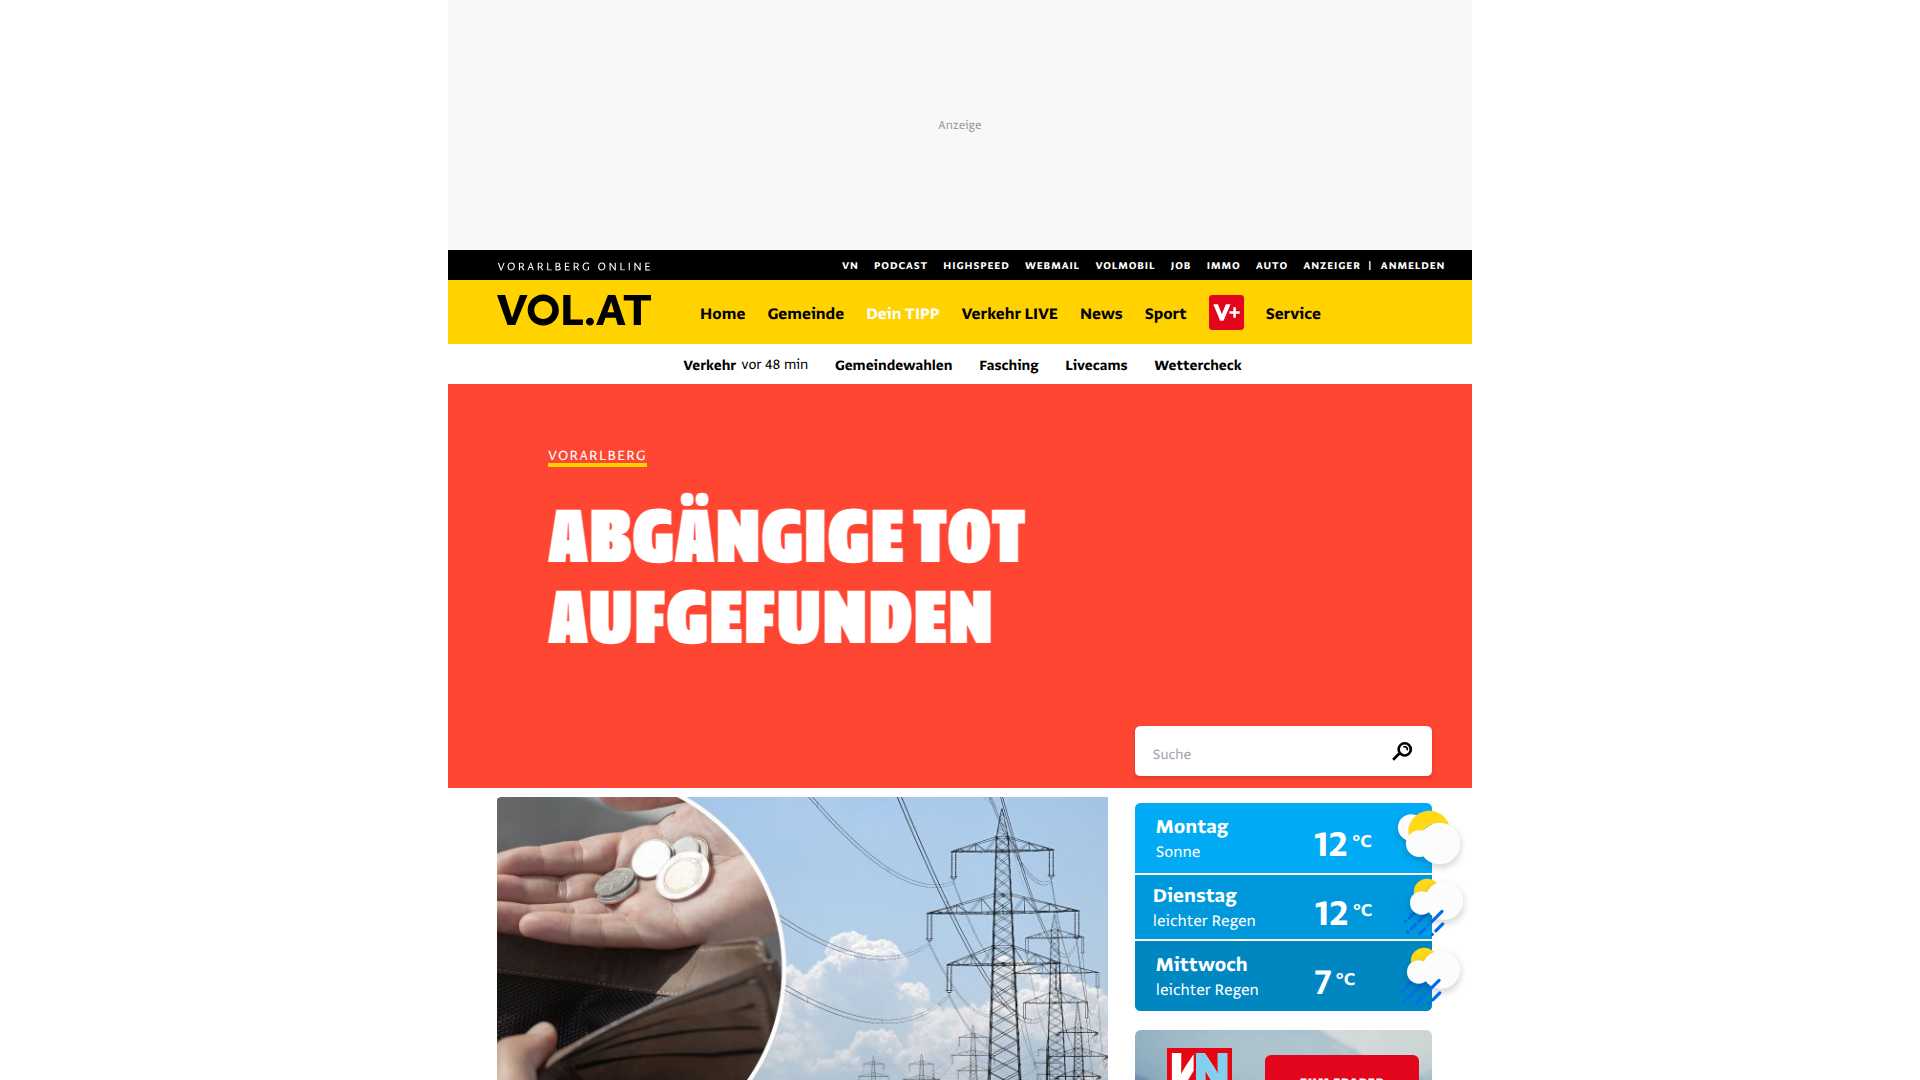 Anzeige
VORARLBERG ONLINE
VN PODCAST HIGHSPEED WEBMAIL VOLMOBIL JOB IMMO AUTO ANZEIGER | ANMELDEN
VOL.AT
Home Gemeinde Dein TIPP Verkehr LIVE News Sport V+ Service
Verkehr vor 48 min Gemeindewahlen Fasching Livecams Wettercheck
VORARLBERG
ABGÄNGIGE TOT
AUFGEFUNDEN
Suche
Montag
Sonne
12 °C
Dienstag
leichter Regen
12 °C
Mittwoch
leichter Regen
7 °C
VN